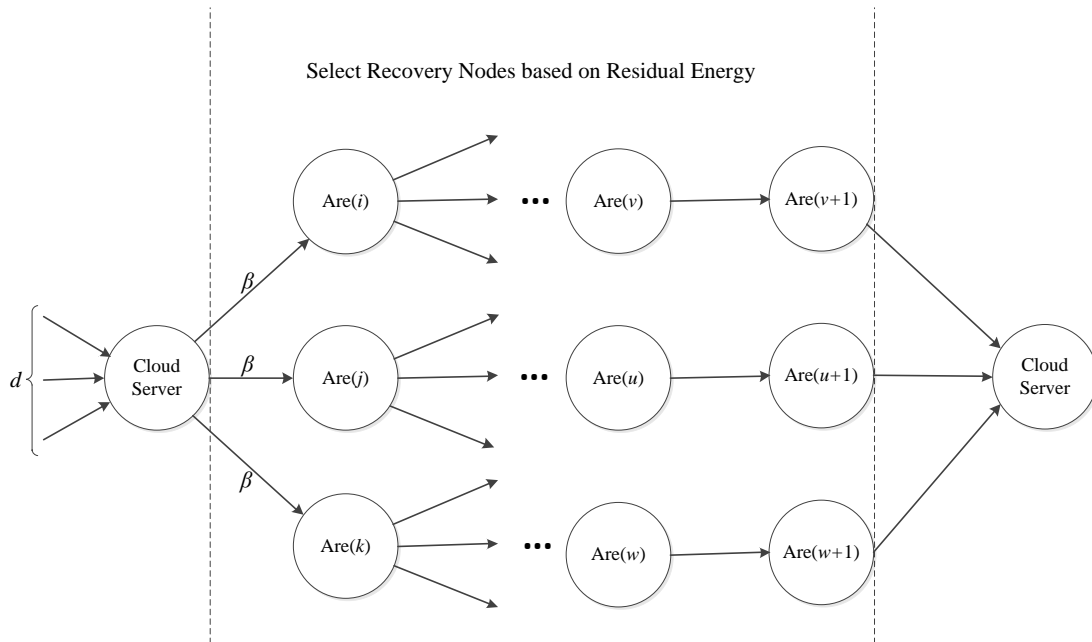 Select Recovery Nodes based on Residual Energy
Are(i)
...
Are(v)
Are(v+1)
β
d
Cloud
Server
β
Are(j)
...
Are(u)
Are(u+1)
Cloud
Server
β
Are(k)
...
Are(w)
Are(w+1)